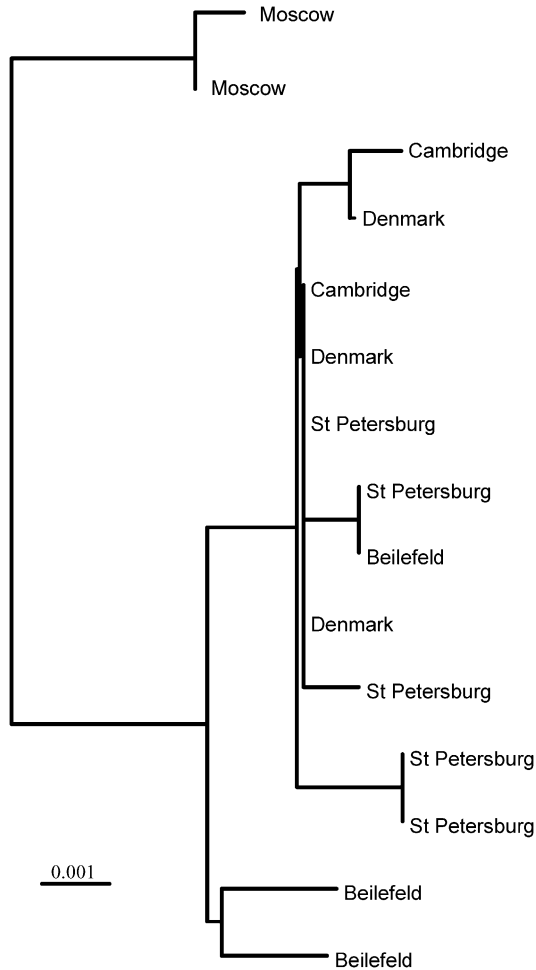 Moscow
Moscow
Cambridge
Denmark
Cambridge
Denmark
St Petersburg
St Petersburg
Beilefeld
Denmark
St Petersburg
St Petersburg
St Petersburg
0.001
Beilefeld
Beilefeld